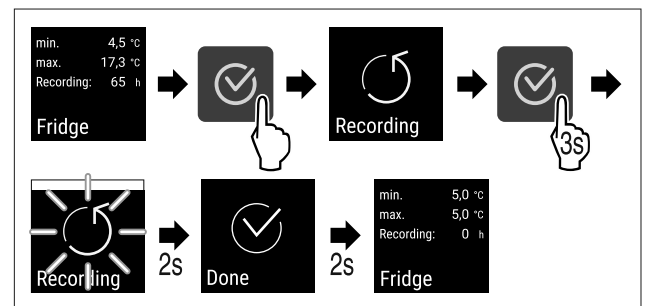 min. 4,5 °C
max. 17,3 °C
Recording: 65 h
Fridge
Recording
3s
Recording
2s
Done
2s
min. 5,0 °C
max. 5,0 °C
Recording: 0 h
Fridge